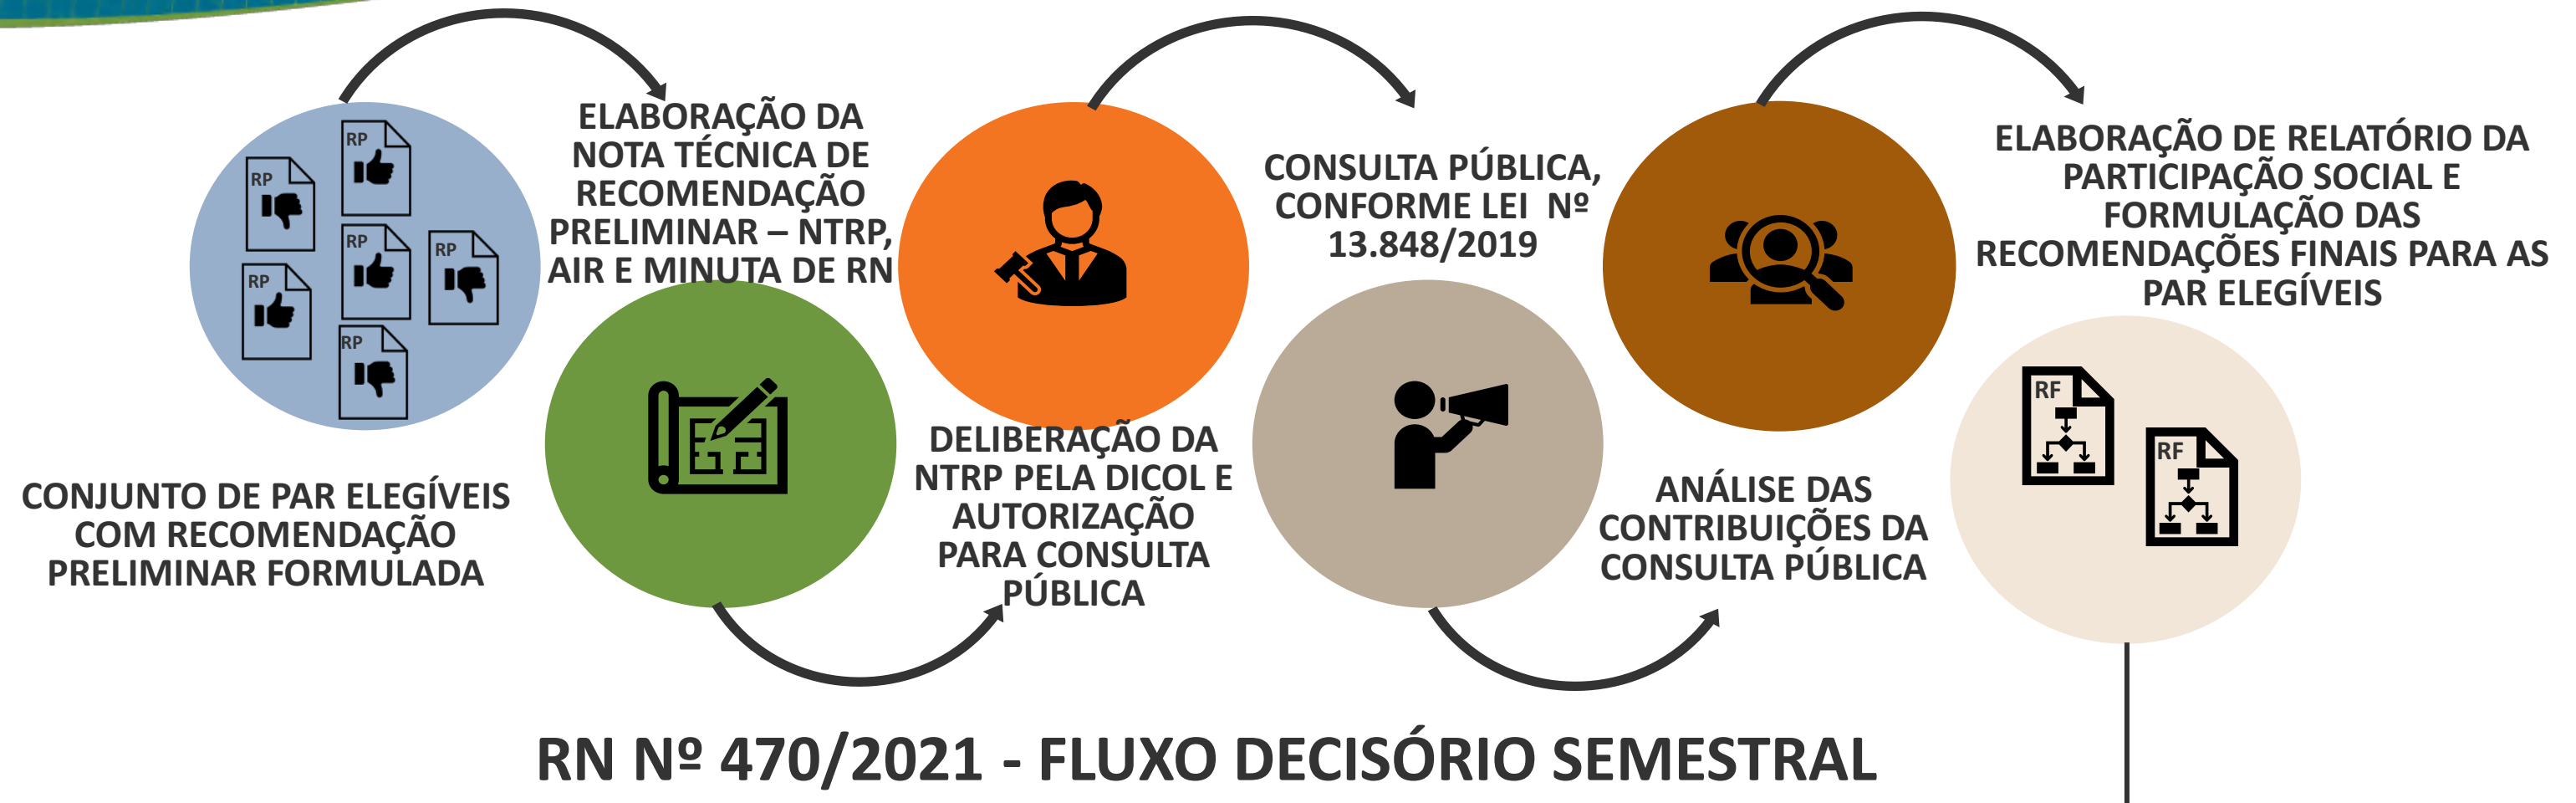 RP
RP
RP
RP
RP
RP
CONJUNTO DE PAR ELEGÍVEIS
COM RECOMENDAÇÃO
PRELIMINAR FORMULADA
ELABORAÇÃO DA
NOTA TÉCNICA DE
RECOMENDAÇÃO
PRELIMINAR – NTRP,
AIR E MINUTA DE RN
DELIBERAÇÃO DA
NTRP PELA DICOL E
AUTORIZAÇÃO
PARA CONSULTA
PÚBLICA
CONSULTA PÚBLICA,
CONFORME LEI Nº
13.848/2019
ANÁLISE DAS
CONTRIBUIÇÕES DA
CONSULTA PÚBLICA
ELABORAÇÃO DE RELATÓRIO DA
PARTICIPAÇÃO SOCIAL E
FORMULAÇÃO DAS
RECOMENDAÇÕES FINAIS PARA AS
PAR ELEGÍVEIS
RF
RF
RN Nº 470/2021 - FLUXO DECISÓRIO SEMESTRAL